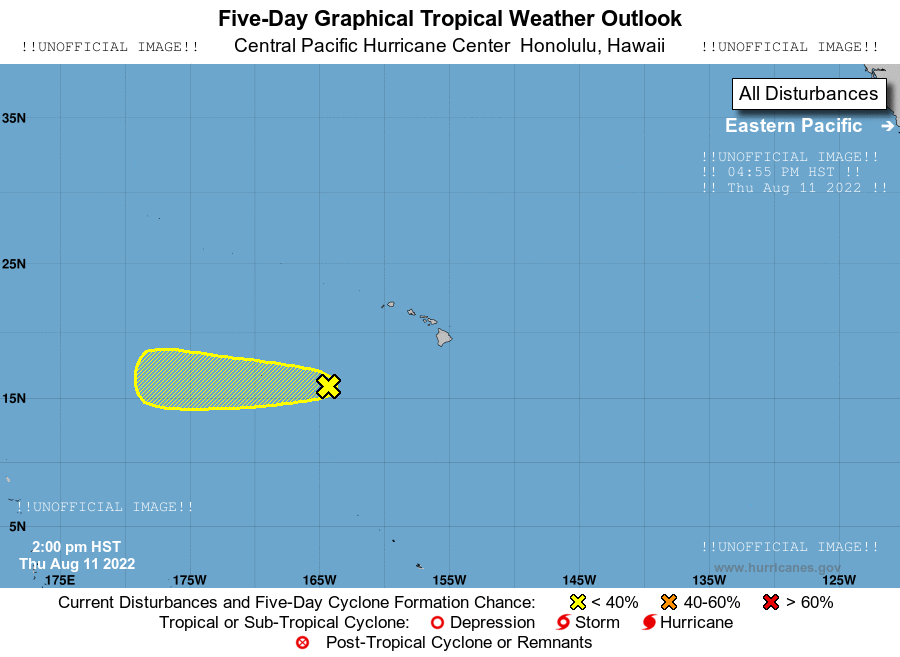 Five-Day Graphical Tropical Weather Outlook
!!UNOFFICIAL IMAGE!! Central Pacific Hurricane Center Honolulu, Hawaii !!UNOFFICIAL IMAGE!!
All Disturbances
35N
Eastern Pacific ➔
!!UNOFFICIAL IMAGE!!
!! 04:55 PM HST !!
!! Thu Aug 11 2022 !!
25N
15N
!!UNOFFICIAL IMAGE!!
5N
2:00 pm HST
Thu Aug 11 2022
!!UNOFFICIAL IMAGE!!
www.hurricanes.gov
175E 175W 165W 155W 145W 135W 125W
Current Disturbances and Five-Day Cyclone Formation Chance: < 40% 40-60% > 60%
Tropical or Sub-Tropical Cyclone: Depression Storm Hurricane
Post-Tropical Cyclone or Remnants